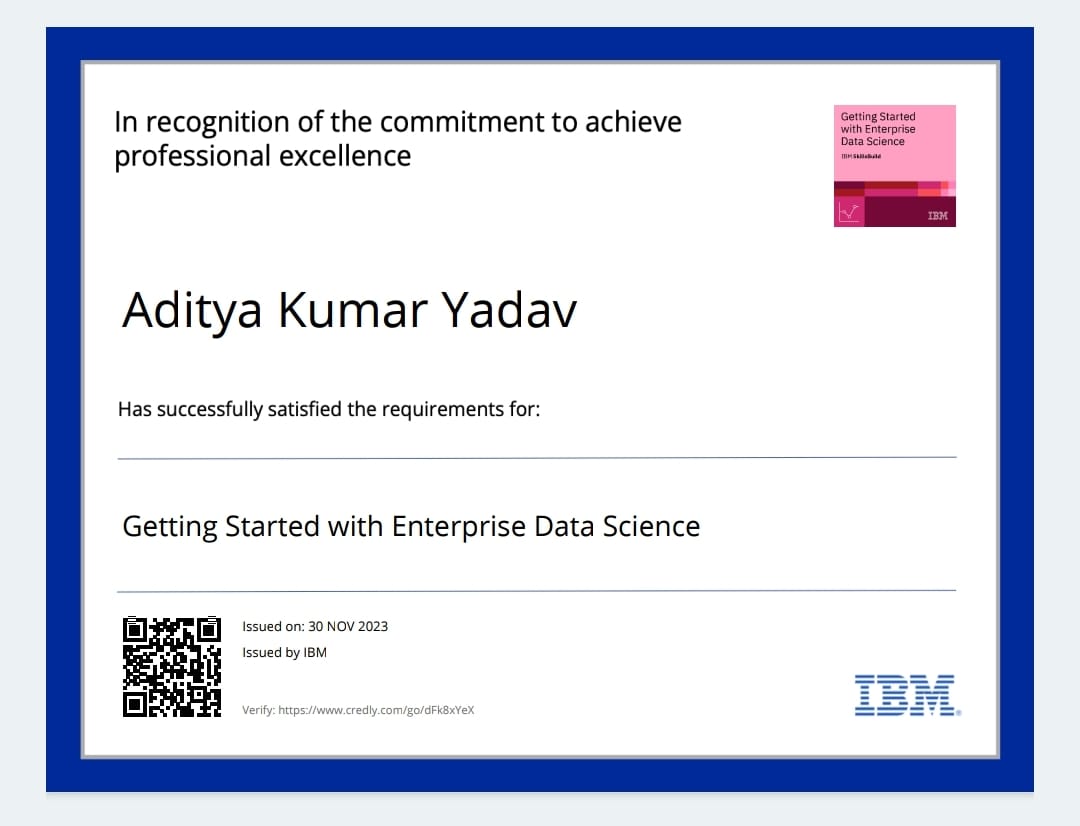 In recognition of the commitment to achieve
professional excellence
Getting Started
with Enterprise
Data Science
IBM SkillsBuild
IBM
Aditya Kumar Yadav
Has successfully satisfied the requirements for:
Getting Started with Enterprise Data Science
Issued on: 30 NOV 2023
Issued by IBM
Verify: https://www.credly.com/go/dFk8xYeX
IBM®